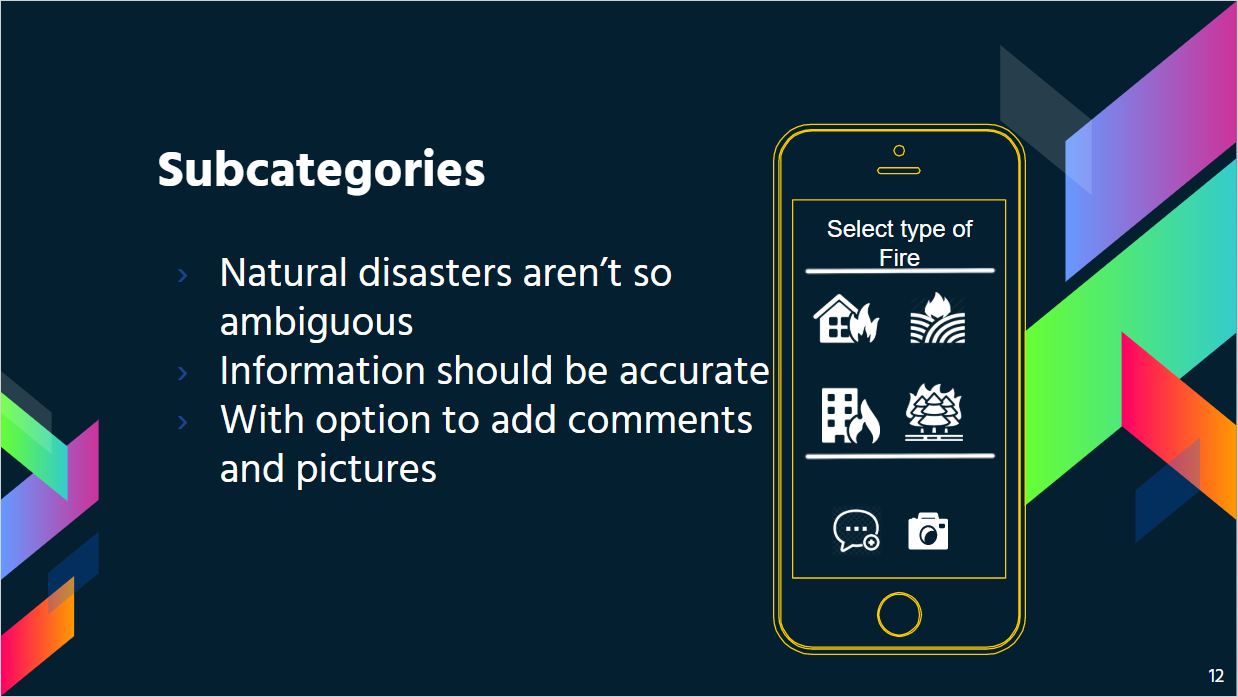 Subcategories
Natural disasters aren’t so
ambiguous
Information should be accurate
With option to add comments
and pictures
Select type of
Fire
12